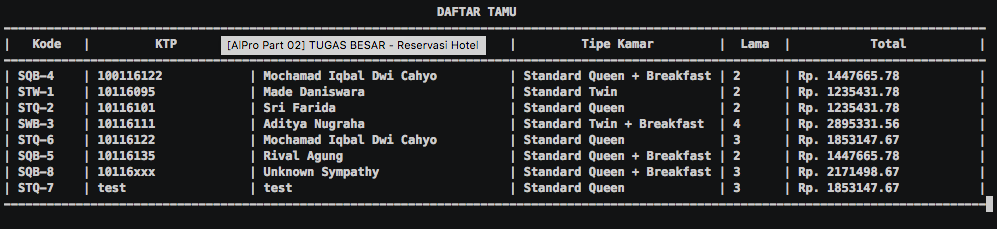 DAFTAR TAMU
| Kode | KTP [AlPro Part 02] TUGAS BESAR - Reservasi Hotel | Tipe Kamar | Lama | Total |
| SQB-4 | 100116122 | Mochamad Iqbal Dwi Cahyo | Standard Queen + Breakfast | 2 | Rp. 1447665.78 |
| STW-1 | 10116095 | Made Daniswara | Standard Twin | 2 | Rp. 1235431.78 |
| STQ-2 | 10116101 | Sri Farida | Standard Queen | 2 | Rp. 1235431.78 |
| SWB-3 | 10116111 | Aditya Nugraha | Standard Twin + Breakfast | 4 | Rp. 2895331.56 |
| STQ-6 | 10116122 | Mochamad Iqbal Dwi Cahyo | Standard Queen | 3 | Rp. 1853147.67 |
| SQB-5 | 10116135 | Rival Agung | Standard Queen + Breakfast | 2 | Rp. 1447665.78 |
| SQB-8 | 10116xxx | Unknown Sympathy | Standard Queen + Breakfast | 3 | Rp. 2171498.67 |
| STQ-7 | test | test | Standard Queen | 3 | Rp. 1853147.67 |